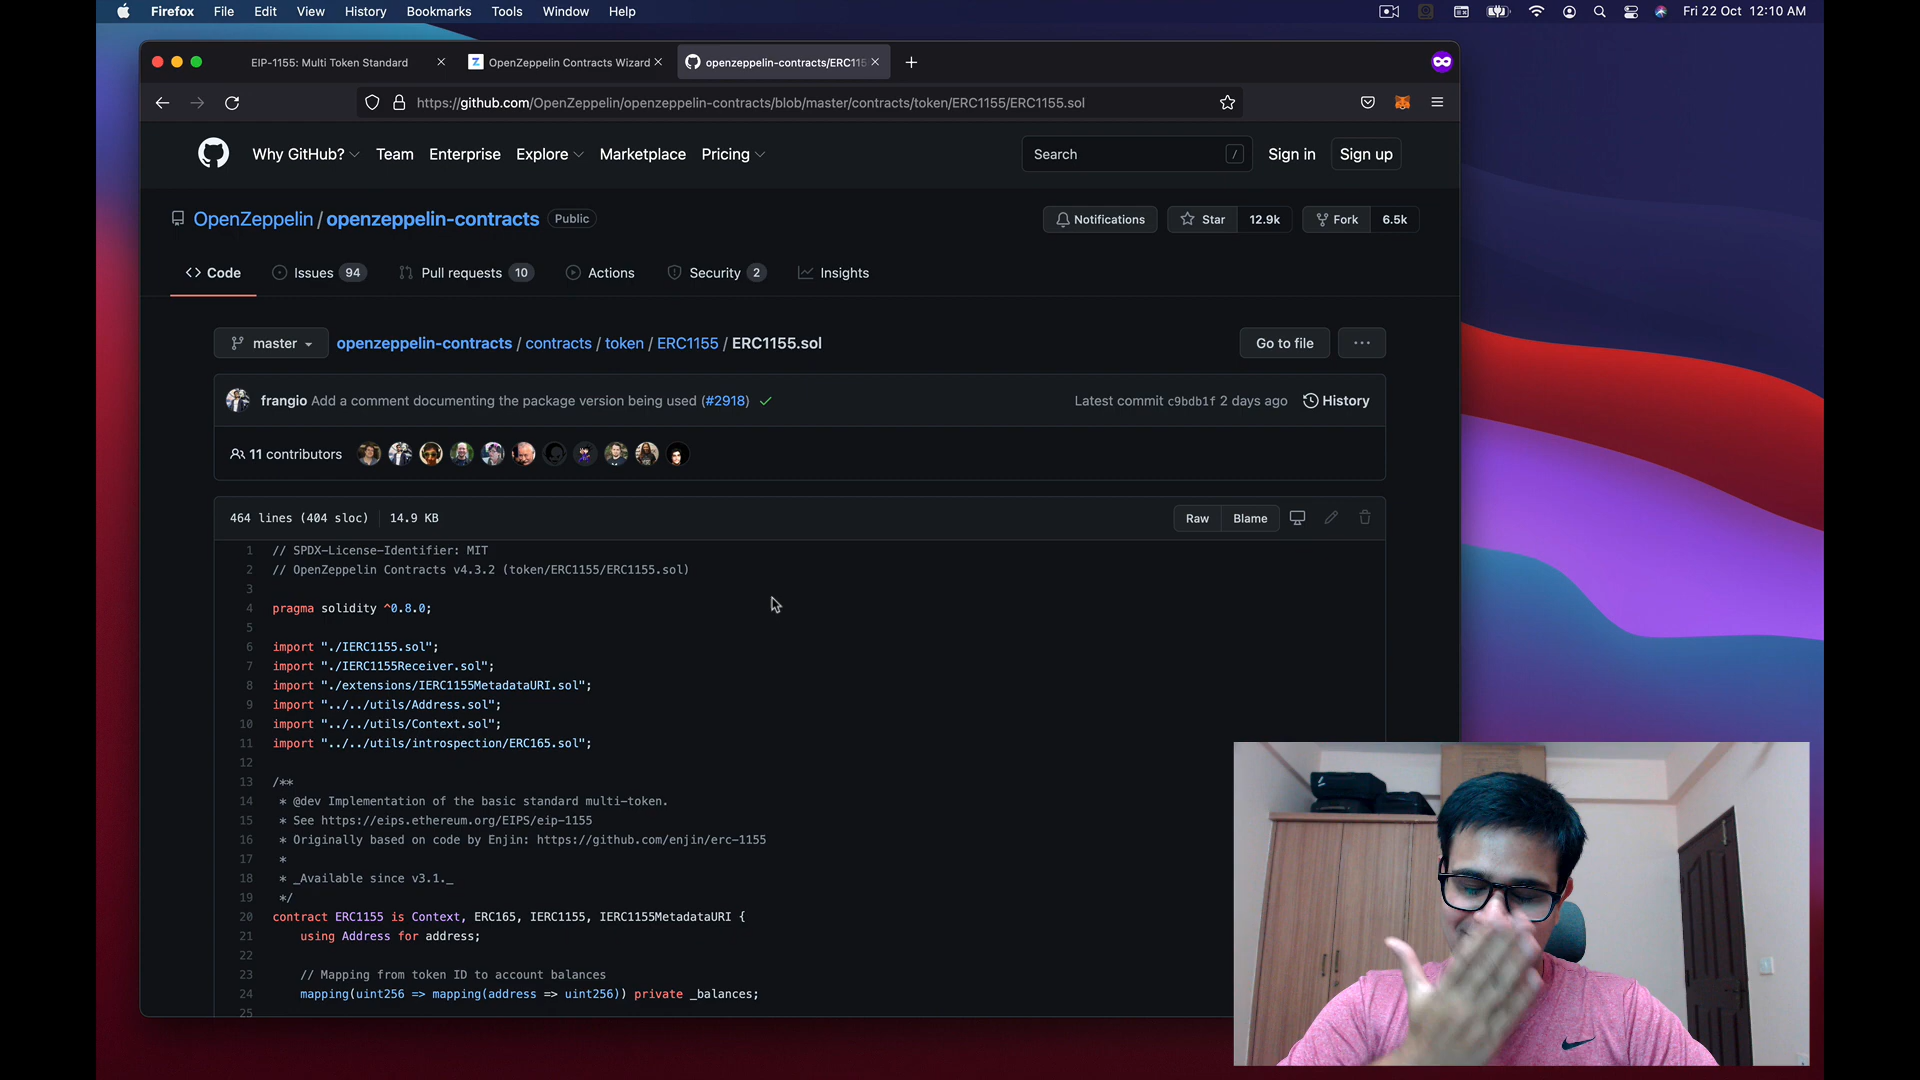 Firefox File Edit View History Bookmarks Tools Window Help Fri 22 Oct 12:10 AM
EIP-1155: Multi Token Standard OpenZeppelin Contracts Wizard openzeppelin-contracts/ERC115
https://github.com/OpenZeppelin/openzeppelin-contracts/blob/master/contracts/token/ERC1155/ERC1155.sol
Why GitHub? Team Enterprise Explore Marketplace Pricing Search / Sign in Sign up
OpenZeppelin / openzeppelin-contracts Public Notifications Star 12.9k Fork 6.5k
<> Code Issues 94 Pull requests 10 Actions Security 2 Insights
master openzeppelin-contracts / contracts / token / ERC1155 / ERC1155.sol Go to file ...
frangio Add a comment documenting the package version being used (#2918) Latest commit c9bdb1f 2 days ago History
11 contributors
464 lines (404 sloc) 14.9 KB Raw Blame
1 // SPDX-License-Identifier: MIT
2 // OpenZeppelin Contracts v4.3.2 (token/ERC1155/ERC1155.sol)
3
4 pragma solidity ^0.8.0;
5
6 import "./IERC1155.sol";
7 import "./IERC1155Receiver.sol";
8 import "./extensions/IERC1155MetadataURI.sol";
9 import "../../utils/Address.sol";
10 import "../../utils/Context.sol";
11 import "../../utils/introspection/ERC165.sol";
12
13 /**
14 * @dev Implementation of the basic standard multi-token.
15 * See https://eips.ethereum.org/EIPS/eip-1155
16 * Originally based on code by Enjin: https://github.com/enjin/erc-1155
17 *
18 * _Available since v3.1._
19 */
20 contract ERC1155 is Context, ERC165, IERC1155, IERC1155MetadataURI {
21 using Address for address;
22
23 // Mapping from token ID to account balances
24 mapping(uint256 => mapping(address => uint256)) private _balances;
25